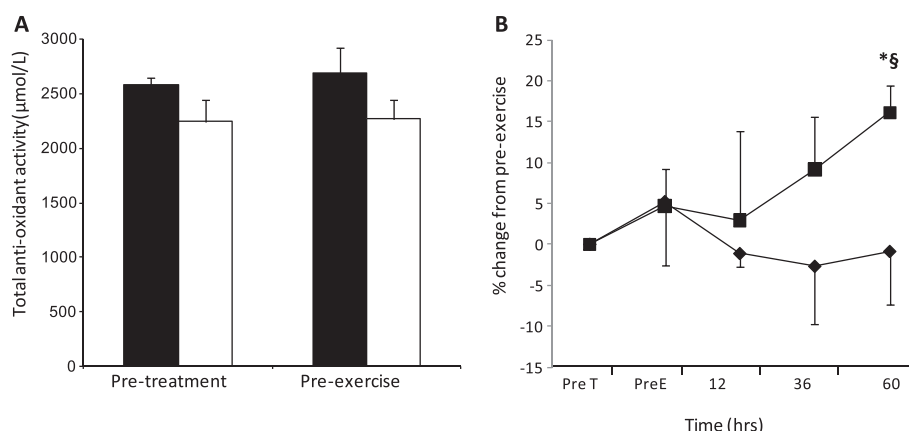 A
Total anti-oxidant activity(µmol/L)
3000
2500
2000
1500
1000
500
0
Pre-treatment Pre-exercise
B
% change from pre-exercise
25
20
15
10
5
0
-5
-10
-15
*§
Pre T PreE 12 36 60
Time (hrs)